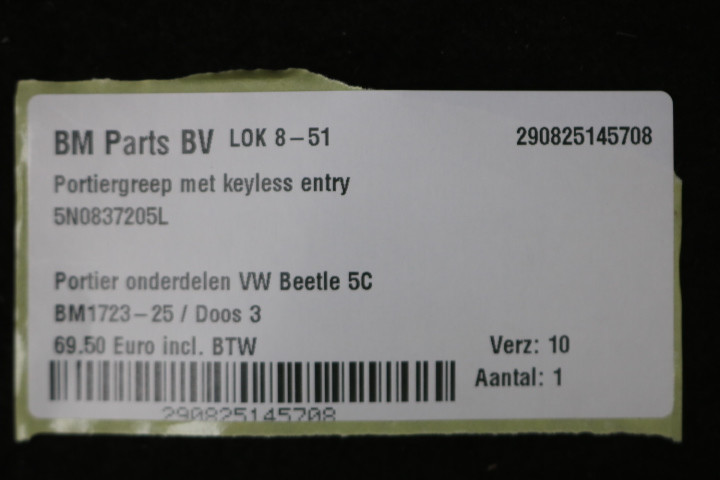 BM Parts BV LOK 8-51 290825145708
Portiergreep met keyless entry
5N0837205L
Portier onderdelen VW Beetle 5C
BM1723-25 / Doos 3
69.50 Euro incl. BTW Verz: 10
Aantal: 1
290825145708